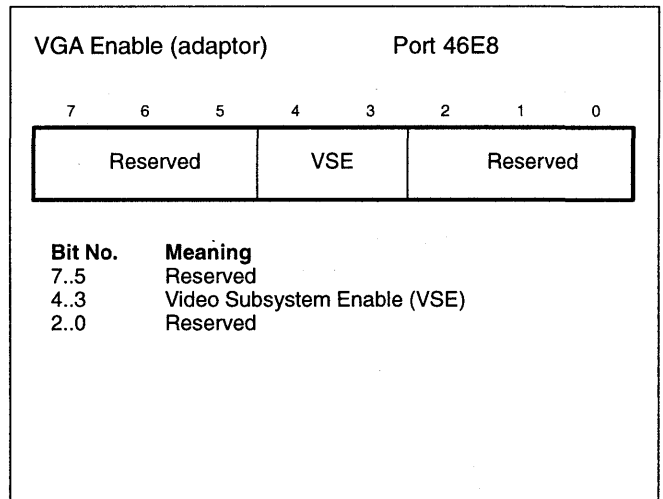 VGA Enable (adaptor) Port 46E8
7 6 5 4 3 2 1 0
Reserved VSE Reserved
Bit No. Meaning
7..5 Reserved
4..3 Video Subsystem Enable (VSE)
2..0 Reserved